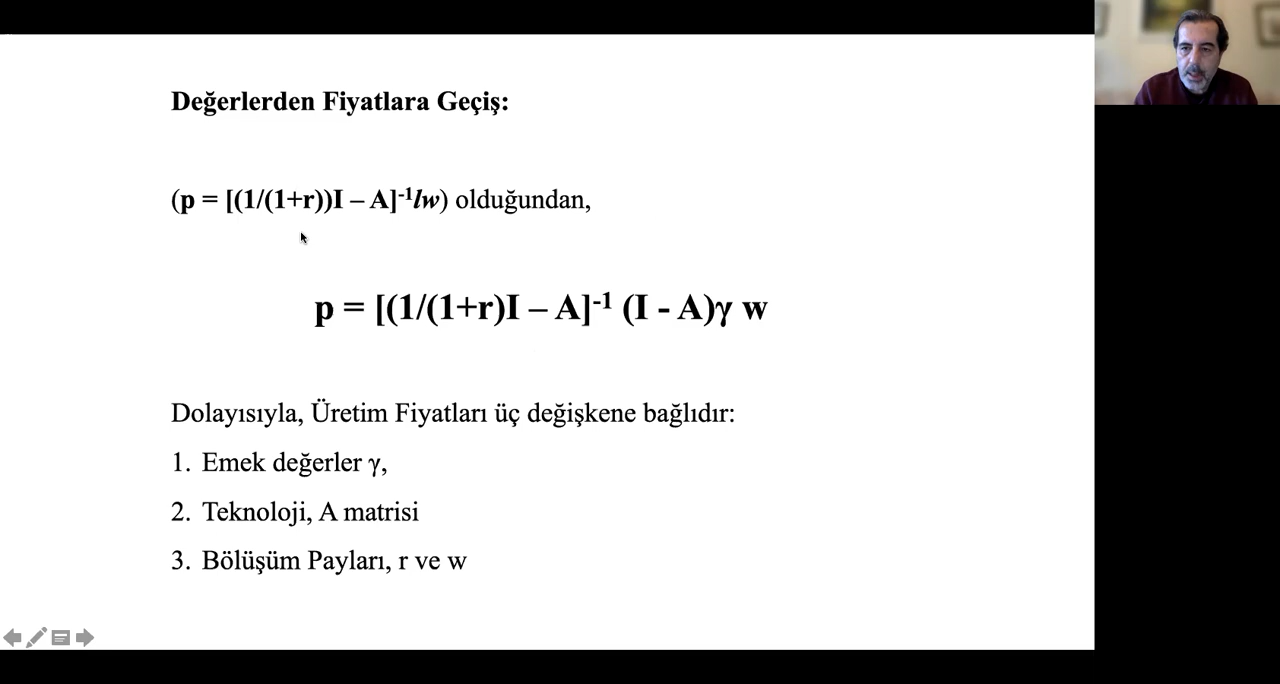 Değerlerden Fiyatlara Geçiş:
(p = [(1/(1+r))I – A]⁻¹lw) olduğundan,
p = [(1/(1+r)I – A]⁻¹ (I - A)γ w
Dolayısıyla, Üretim Fiyatları üç değişkene bağlıdır:
1. Emek değerler γ,
2. Teknoloji, A matrisi
3. Bölüşüm Payları, r ve w